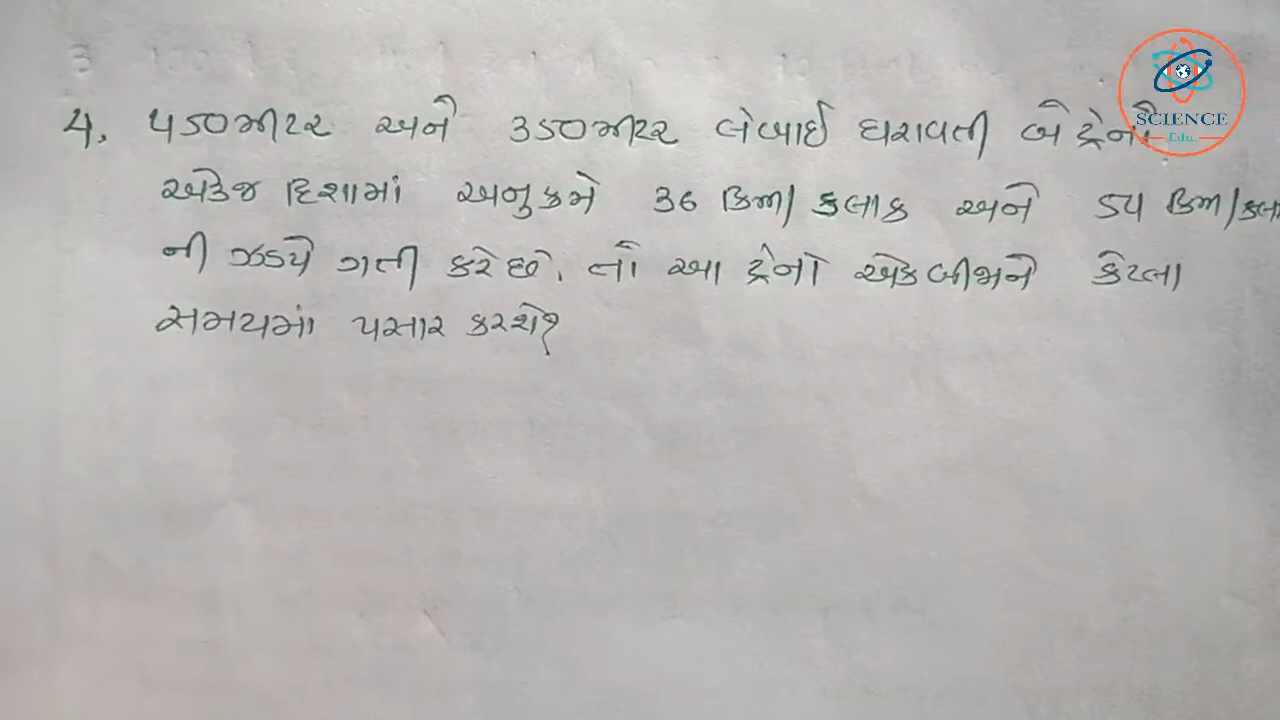 4. 450મીટર અને 350મીટર લંબાઈ ધરાવતી બે ટ્રેનો
એકજ દિશામાં અનુક્રમે 36 કિમી/ કલાક અને 54 કિમી/કલા
ની ઝડપે ગતી કરે છે. તો આ ટ્રેનો એકબીજાને કેટલા
સમયમાં પસાર કરશે?
SCIENCE
Edu.